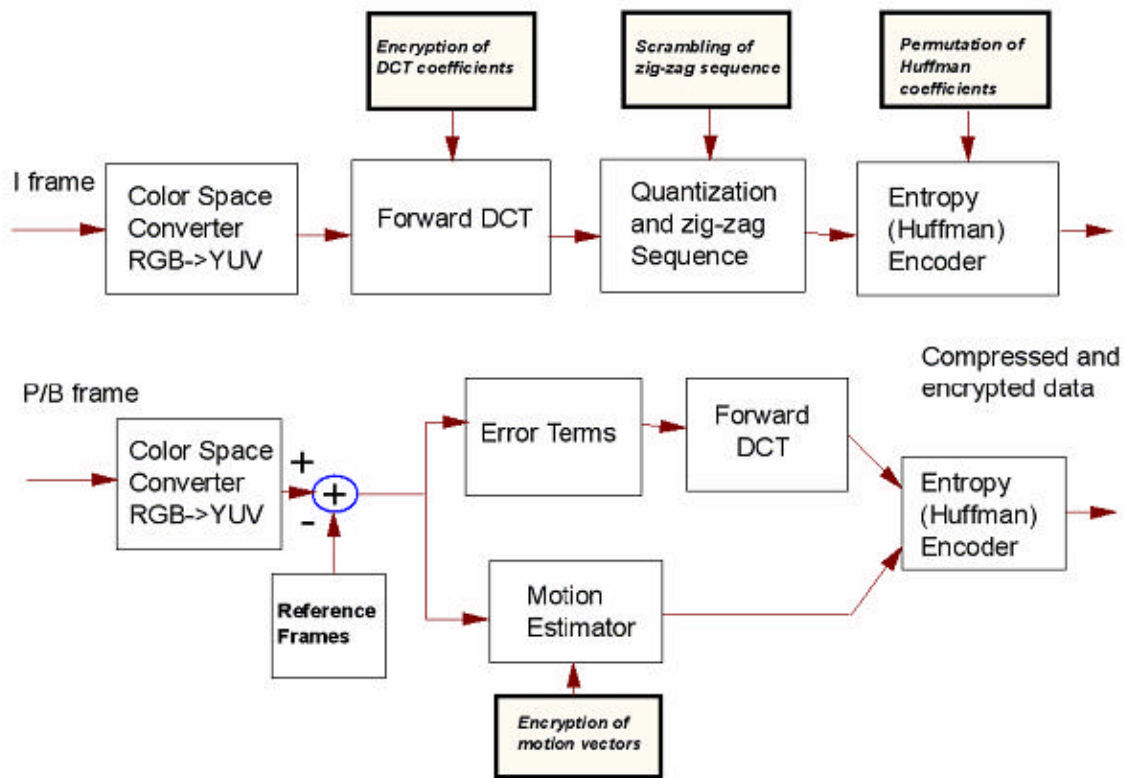 Encryption of
DCT coefficients
Scrambling of
zig-zag sequence
Permutation of
Huffman
coefficients
I frame
Color Space
Converter
RGB->YUV
Forward DCT
Quantization
and zig-zag
Sequence
Entropy
(Huffman)
Encoder
Compressed and
encrypted data
P/B frame
Color Space
Converter
RGB->YUV
+
-
+
Reference
Frames
Error Terms
Forward
DCT
Motion
Estimator
Entropy
(Huffman)
Encoder
Encryption of
motion vectors